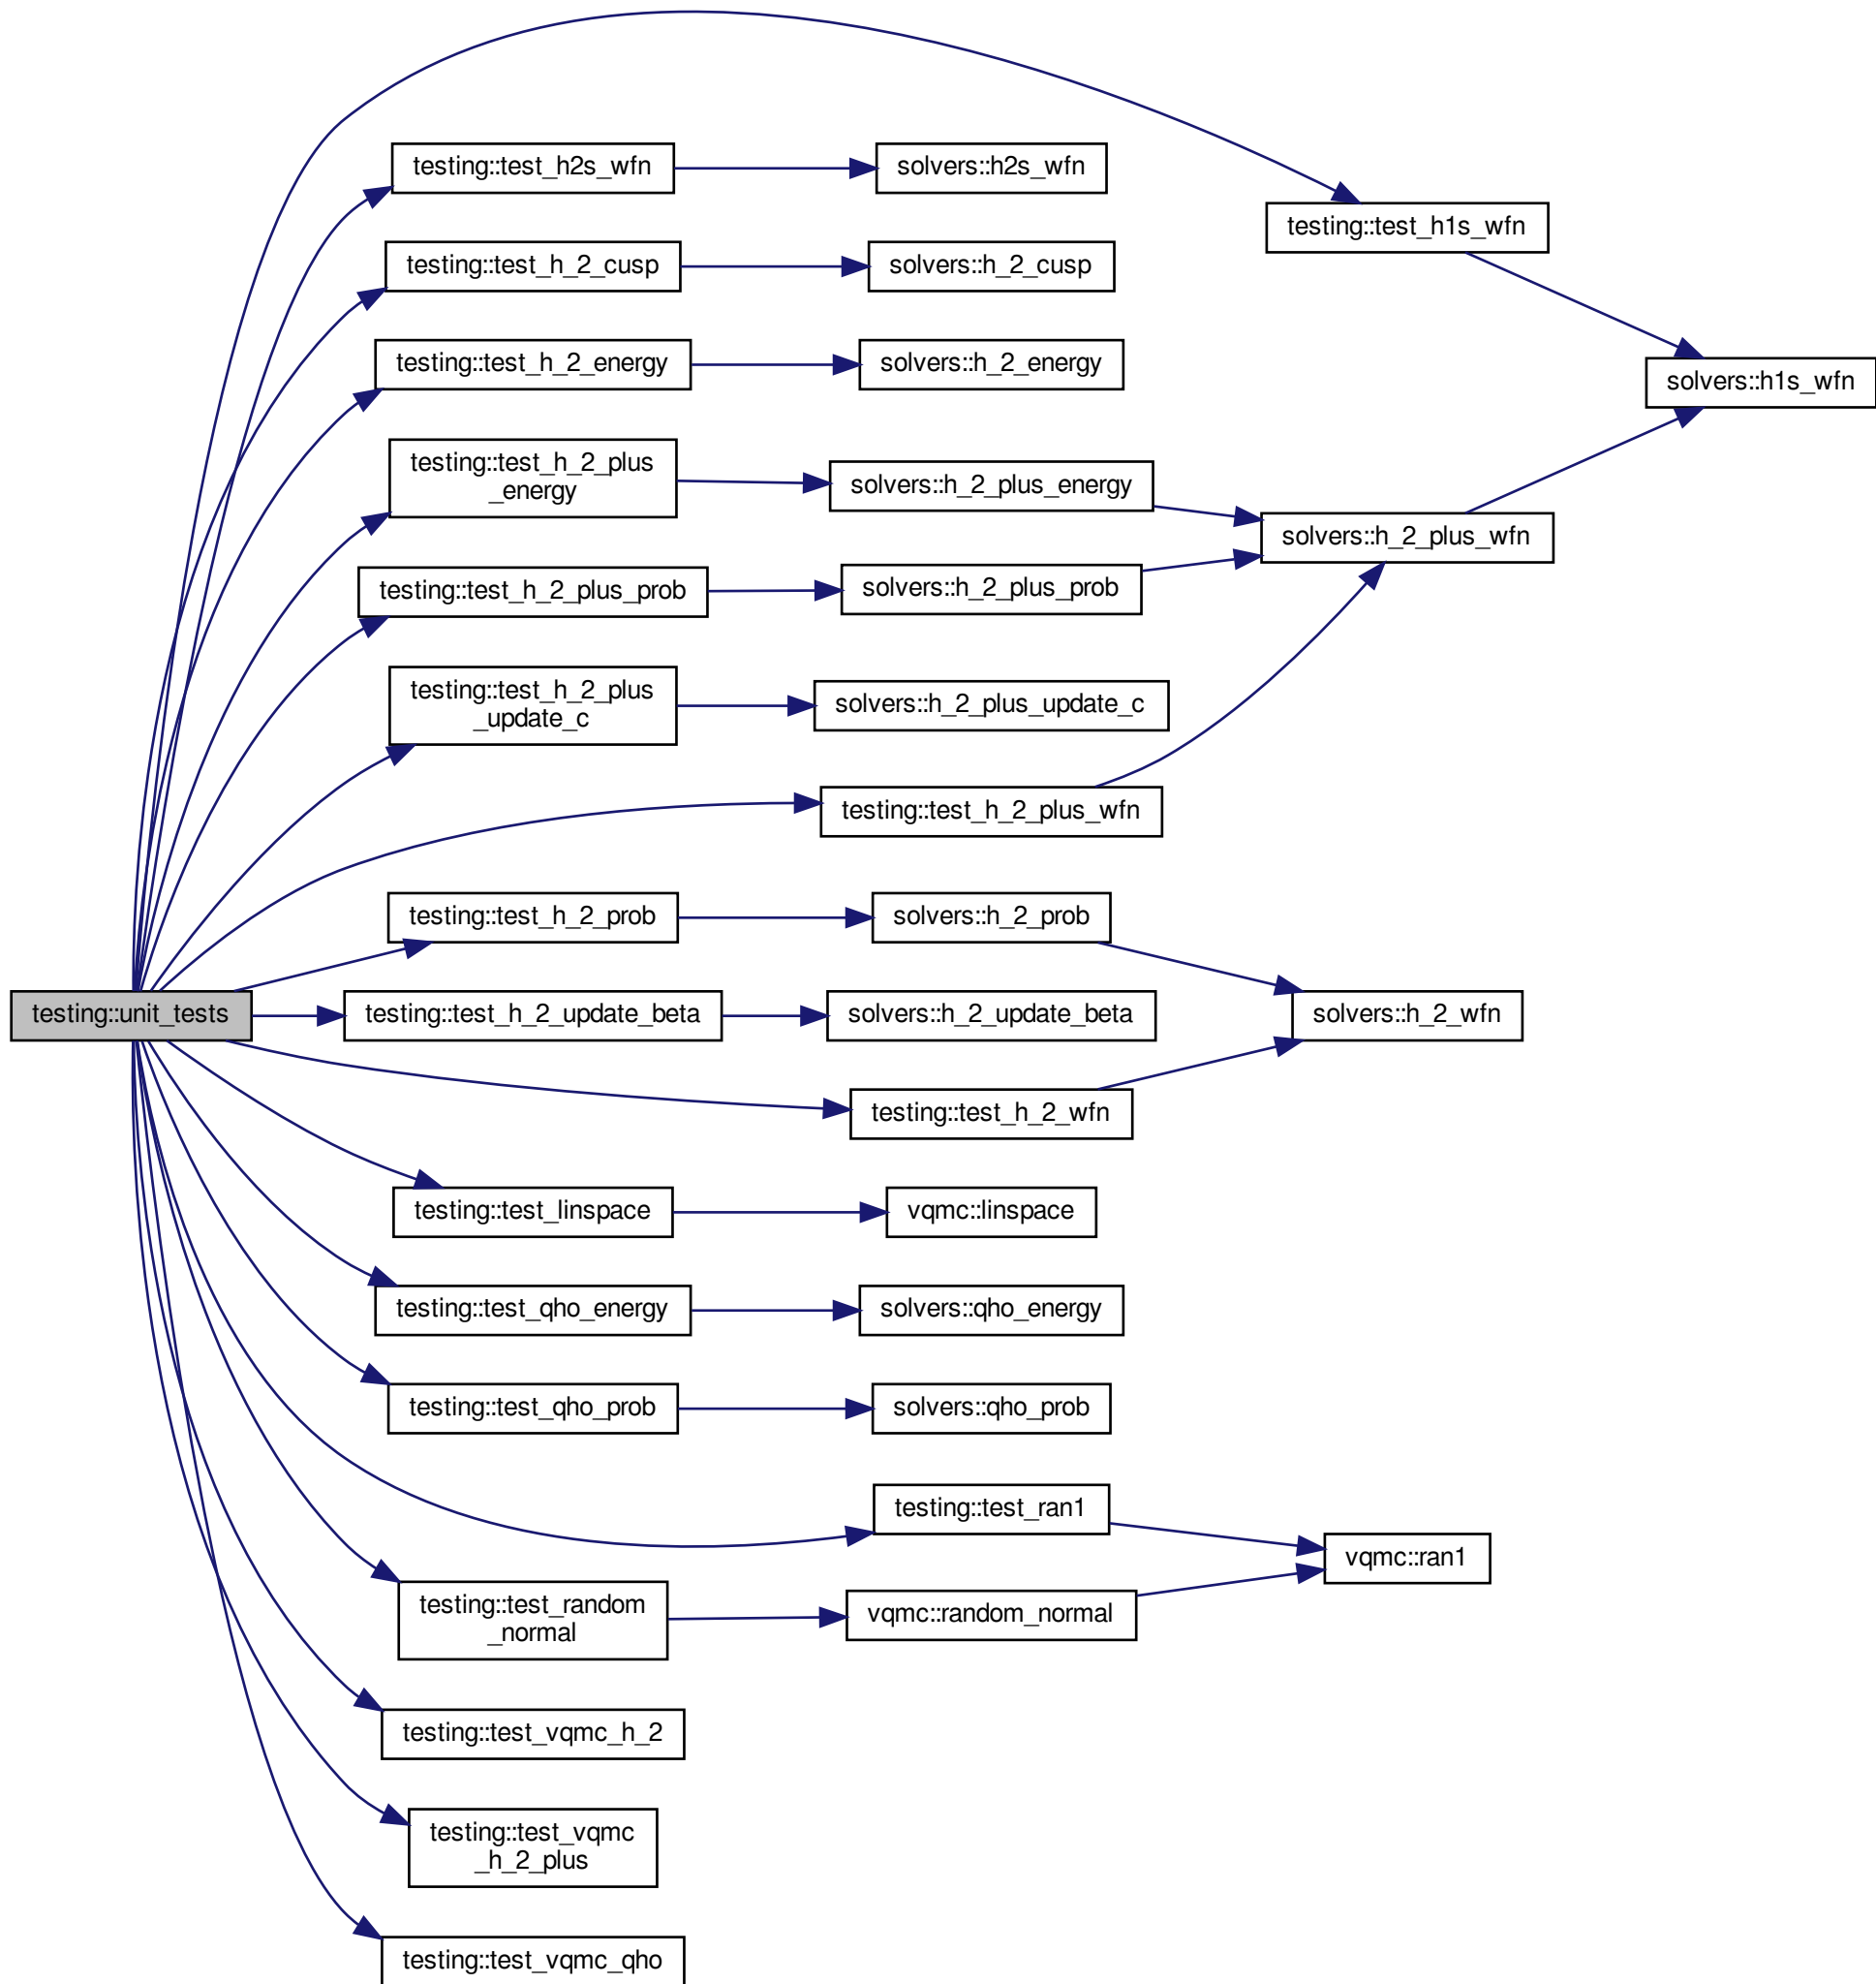 testing::test_h2s_wfn
solvers::h2s_wfn
testing::test_h1s_wfn
testing::test_h_2_cusp
solvers::h_2_cusp
testing::test_h_2_energy
solvers::h_2_energy
solvers::h1s_wfn
testing::test_h_2_plus
_energy
solvers::h_2_plus_energy
solvers::h_2_plus_wfn
testing::test_h_2_plus_prob
solvers::h_2_plus_prob
testing::test_h_2_plus
_update_c
solvers::h_2_plus_update_c
testing::test_h_2_plus_wfn
testing::test_h_2_prob
solvers::h_2_prob
testing::unit_tests
testing::test_h_2_update_beta
solvers::h_2_update_beta
solvers::h_2_wfn
testing::test_h_2_wfn
testing::test_linspace
vqmc::linspace
testing::test_qho_energy
solvers::qho_energy
testing::test_qho_prob
solvers::qho_prob
testing::test_ran1
vqmc::ran1
testing::test_random
_normal
vqmc::random_normal
testing::test_vqmc_h_2
testing::test_vqmc
_h_2_plus
testing::test_vqmc_qho